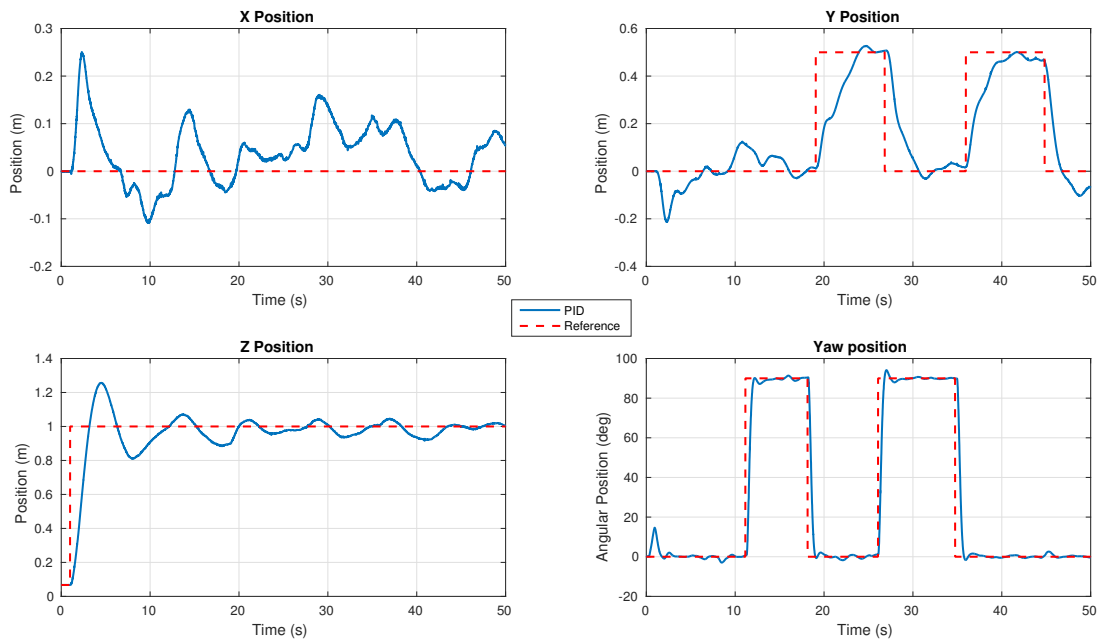 X Position
Position (m)
0.3
0.2
0.1
0
-0.1
-0.2
0 10 20 30 40 50
Time (s)
Y Position
Position (m)
0.6
0.4
0.2
0
-0.2
-0.4
0 10 20 30 40 50
Time (s)
PID
Reference
Z Position
Position (m)
1.4
1.2
1
0.8
0.6
0.4
0.2
0
0 10 20 30 40 50
Time (s)
Yaw position
Angular Position (deg)
100
80
60
40
20
0
-20
0 10 20 30 40 50
Time (s)